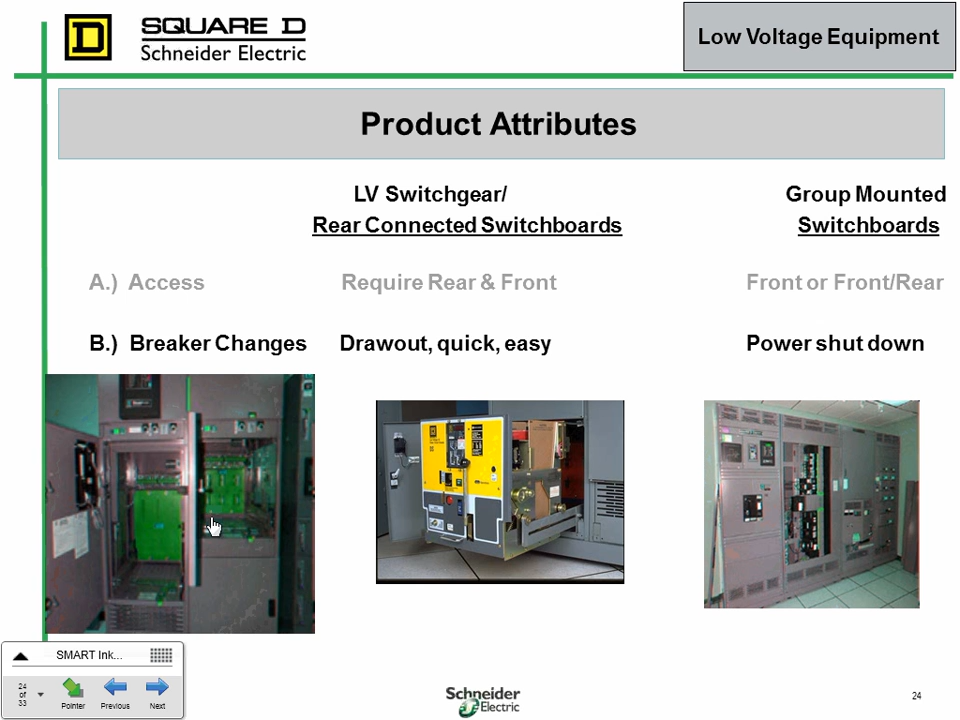 SQUARE D
Schneider Electric
Low Voltage Equipment
Product Attributes
LV Switchgear/
Rear Connected Switchboards
Group Mounted
Switchboards
A.) Access Require Rear & Front Front or Front/Rear
B.) Breaker Changes Drawout, quick, easy Power shut down
SMART Ink...
24
of
33
Pointer Previous Next
Schneider
Electric
24